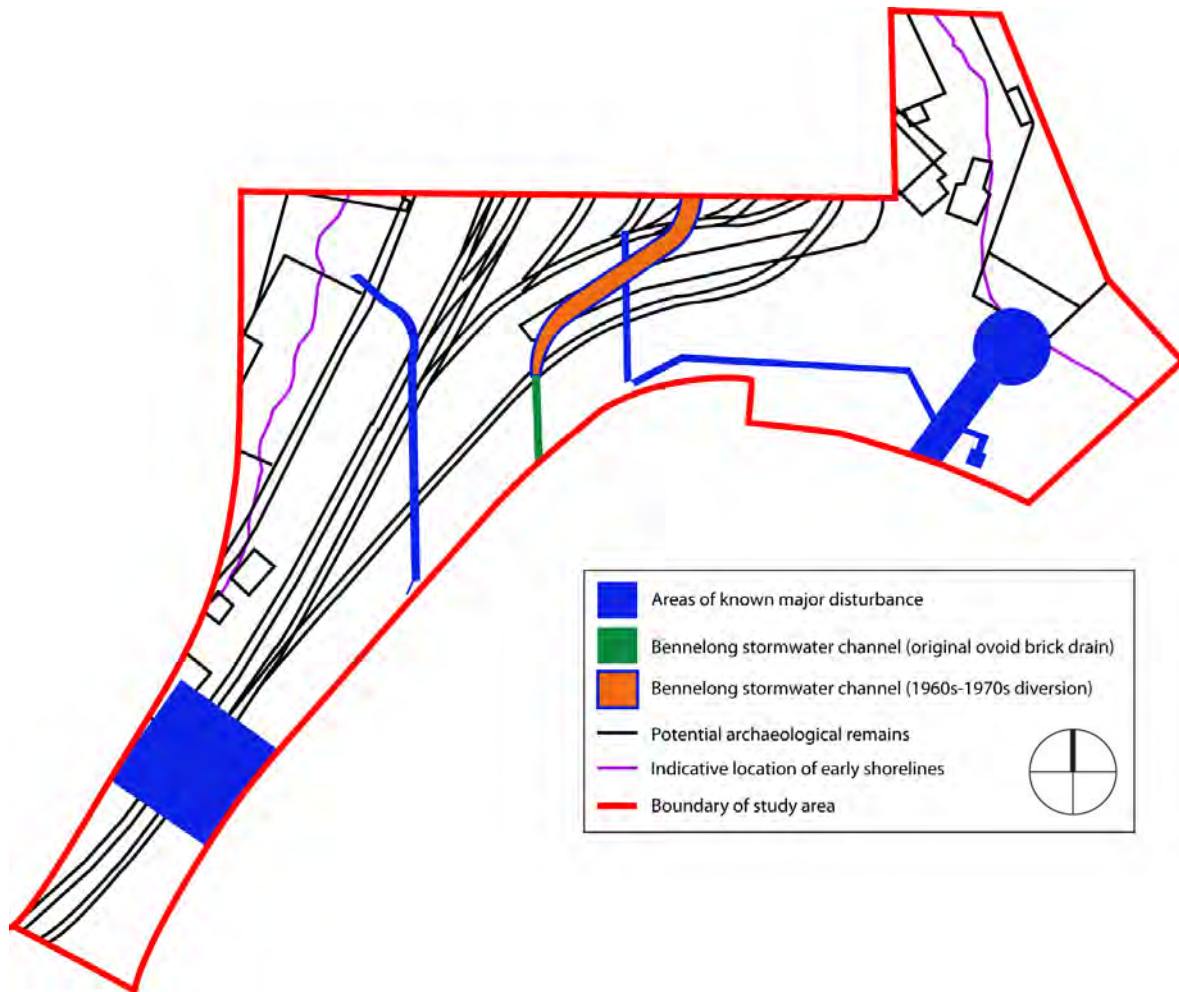 Areas of known major disturbance
Bennelong stormwater channel (original ovoid brick drain)
Bennelong stormwater channel (1960s-1970s diversion)
Potential archaeological remains
Indicative location of early shorelines
Boundary of study area